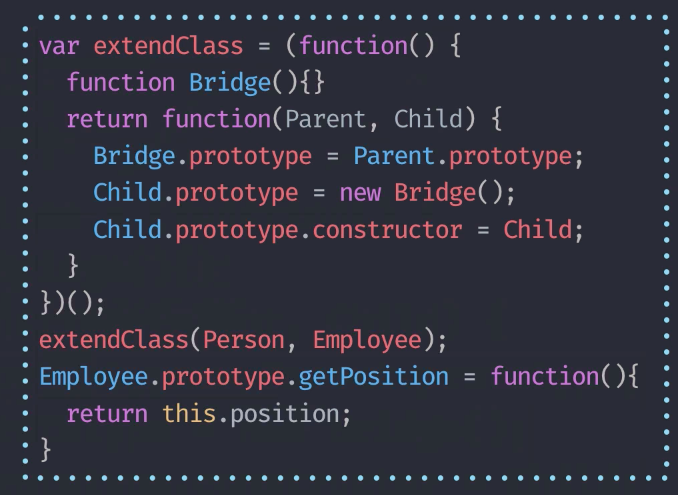 var extendClass = (function() {
  function Bridge(){}
  return function(Parent, Child) {
    Bridge.prototype = Parent.prototype;
    Child.prototype = new Bridge();
    Child.prototype.constructor = Child;
  }
})();
extendClass(Person, Employee);
Employee.prototype.getPosition = function(){
  return this.position;
}